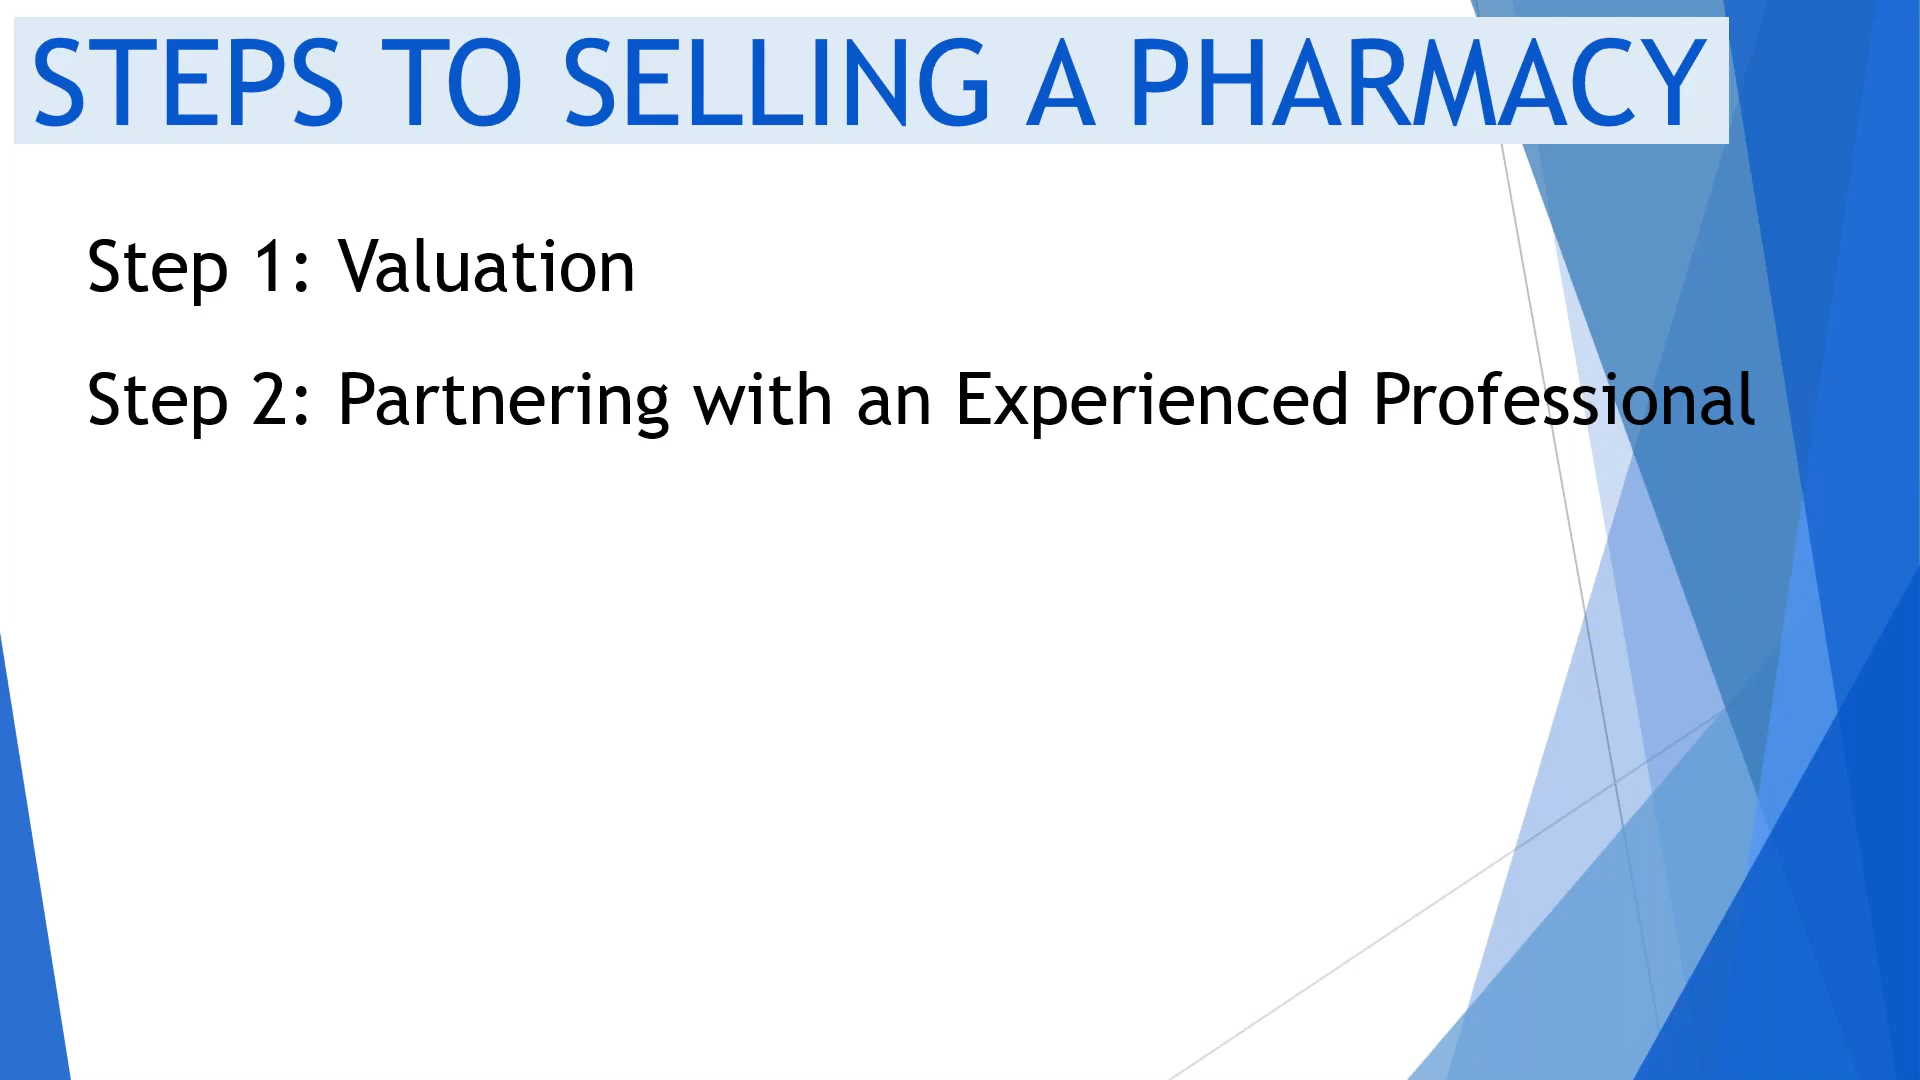 STEPS TO SELLING A PHARMACY
Step 1: Valuation
Step 2: Partnering with an Experienced Professional